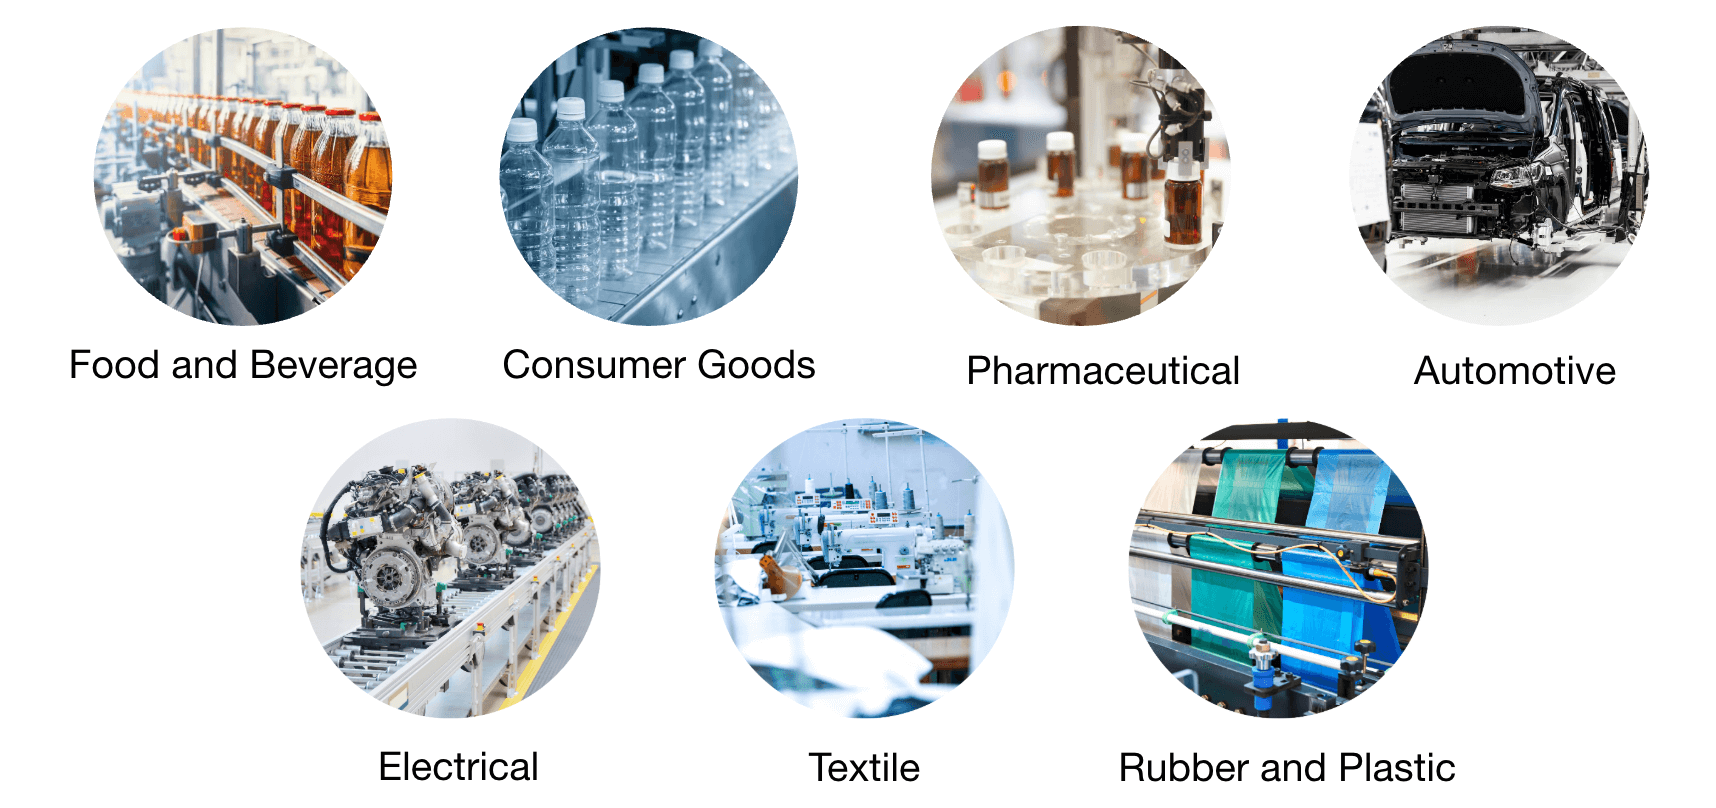 Food and Beverage
Consumer Goods
Pharmaceutical
Automotive
Electrical
Textile
Rubber and Plastic